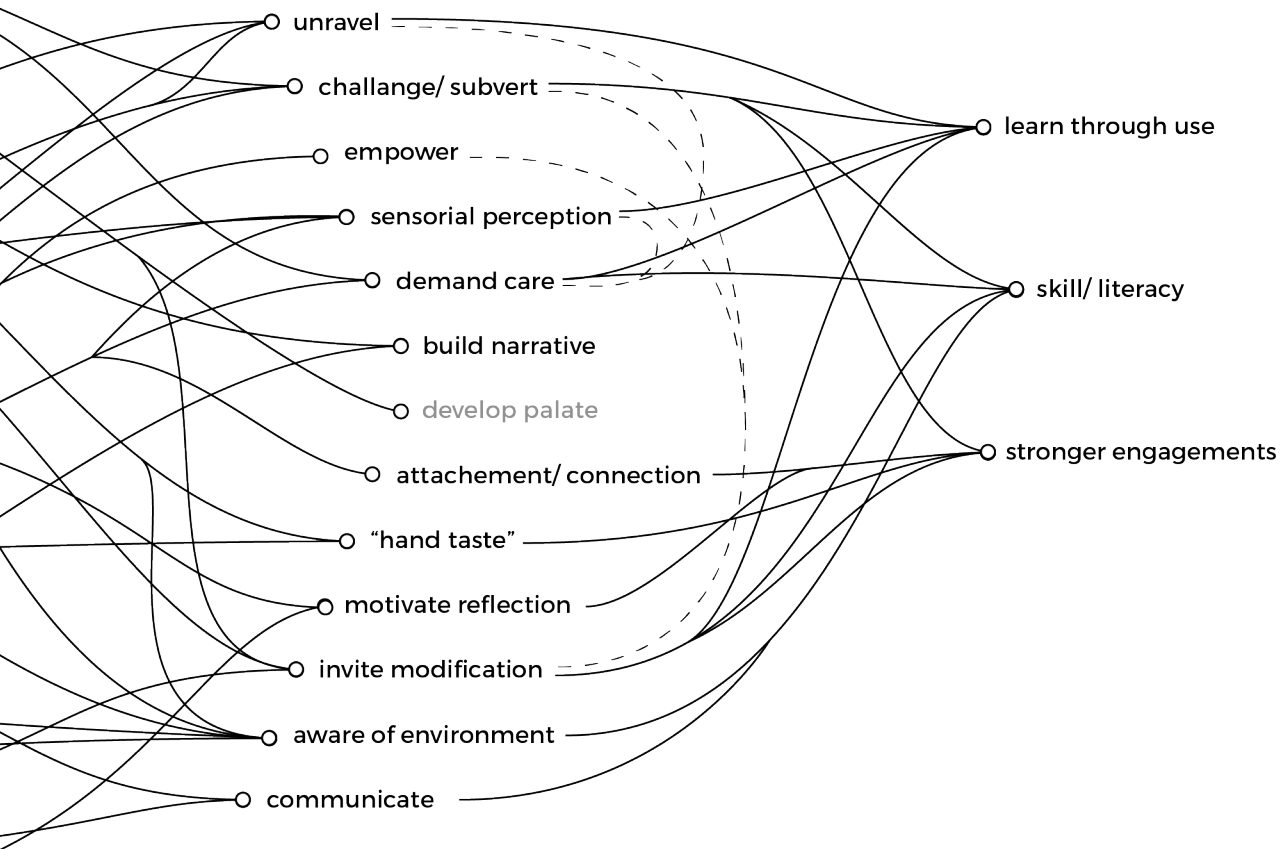 unravel
challange/ subvert
empower
sensorial perception
demand care
build narrative
develop palate
attachement/ connection
“hand taste”
motivate reflection
invite modification
aware of environment
communicate
learn through use
skill/ literacy
stronger engagements